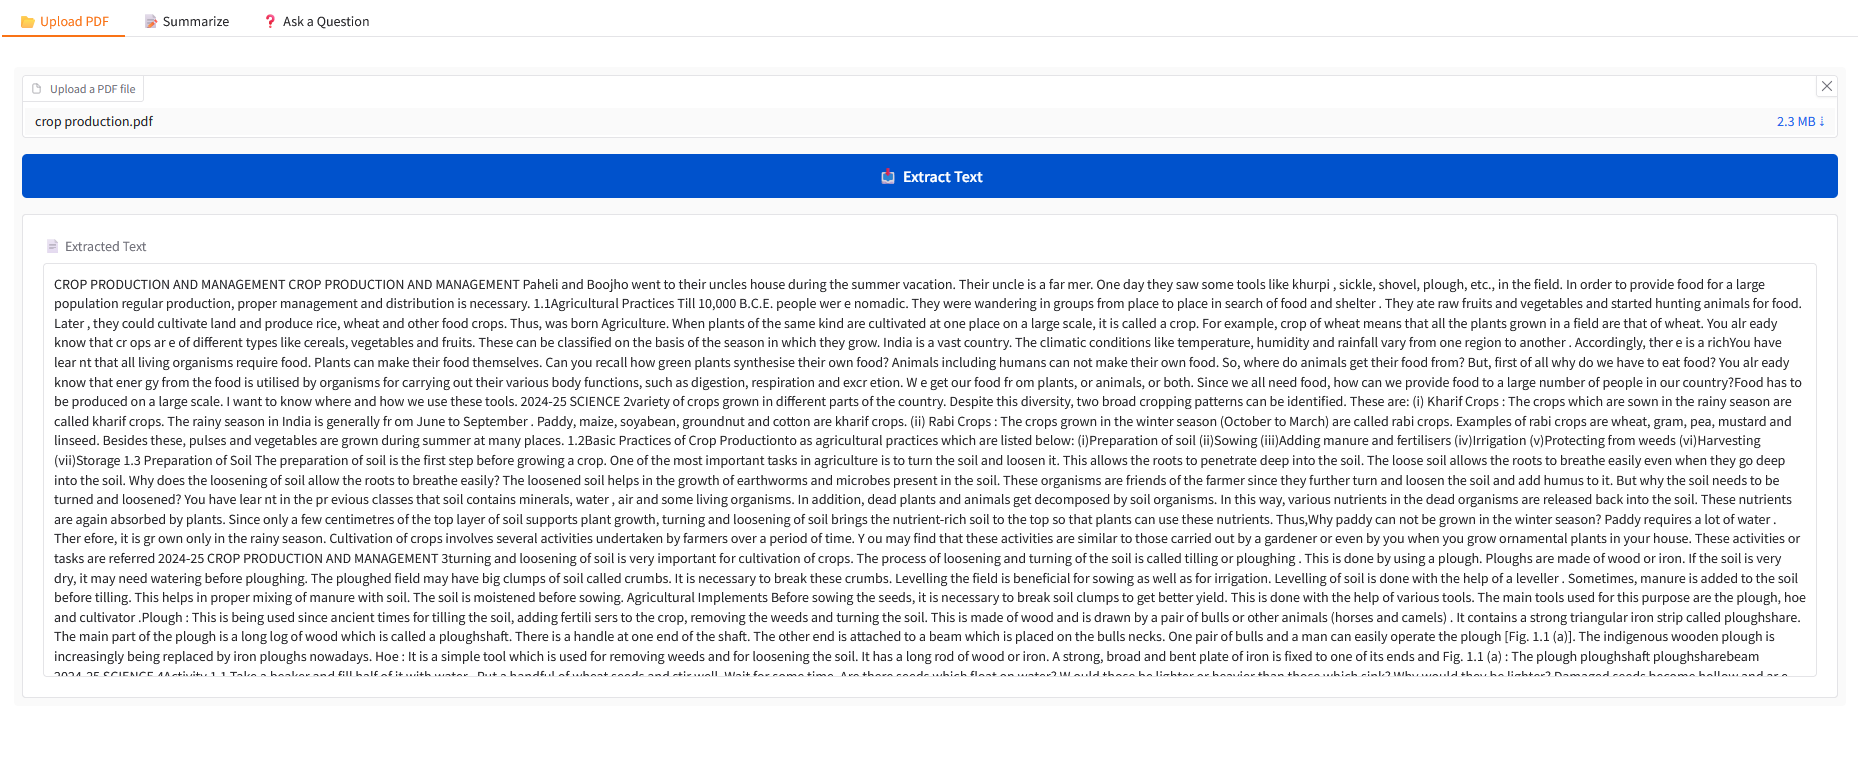 Upload PDF
Summarize
Ask a Question
Upload a PDF file
crop production.pdf
2.3 MB ↓
Extract Text
Extracted Text
CROP PRODUCTION AND MANAGEMENT CROP PRODUCTION AND MANAGEMENT Paheli and Boojho went to their uncles house during the summer vacation. Their uncle is a far mer. One day they saw some tools like khurpi , sickle, shovel, plough, etc., in the field. In order to provide food for a large
population regular production, proper management and distribution is necessary. 1.1Agricultural Practices Till 10,000 B.C.E. people wer e nomadic. They were wandering in groups from place to place in search of food and shelter . They ate raw fruits and vegetables and started hunting animals for food.
Later , they could cultivate land and produce rice, wheat and other food crops. Thus, was born Agriculture. When plants of the same kind are cultivated at one place on a large scale, it is called a crop. For example, crop of wheat means that all the plants grown in a field are that of wheat. You alr eady
know that cr ops ar e of different types like cereals, vegetables and fruits. These can be classified on the basis of the season in which they grow. India is a vast country. The climatic conditions like temperature, humidity and rainfall vary from one region to another . Accordingly, ther e is a richYou have
lear nt that all living organisms require food. Plants can make their food themselves. Can you recall how green plants synthesise their own food? Animals including humans can not make their own food. So, where do animals get their food from? But, first of all why do we have to eat food? You alr eady
know that ener gy from the food is utilised by organisms for carrying out their various body functions, such as digestion, respiration and excr etion. W e get our food fr om plants, or animals, or both. Since we all need food, how can we provide food to a large number of people in our country?Food has to
be produced on a large scale. I want to know where and how we use these tools. 2024-25 SCIENCE 2variety of crops grown in different parts of the country. Despite this diversity, two broad cropping patterns can be identified. These are: (i) Kharif Crops : The crops which are sown in the rainy season are
called kharif crops. The rainy season in India is generally fr om June to September . Paddy, maize, soyabean, groundnut and cotton are kharif crops. (ii) Rabi Crops : The crops grown in the winter season (October to March) are called rabi crops. Examples of rabi crops are wheat, gram, pea, mustard and
linseed. Besides these, pulses and vegetables are grown during summer at many places. 1.2Basic Practices of Crop Productionto as agricultural practices which are listed below: (i)Preparation of soil (ii)Sowing (iii)Adding manure and fertilisers (iv)Irrigation (v)Protecting from weeds (vi)Harvesting
(vii)Storage 1.3 Preparation of Soil The preparation of soil is the first step before growing a crop. One of the most important tasks in agriculture is to turn the soil and loosen it. This allows the roots to penetrate deep into the soil. The loose soil allows the roots to breathe easily even when they go deep
into the soil. Why does the loosening of soil allow the roots to breathe easily? The loosened soil helps in the growth of earthworms and microbes present in the soil. These organisms are friends of the farmer since they further turn and loosen the soil and add humus to it. But why the soil needs to be
turned and loosened? You have lear nt in the pr evious classes that soil contains minerals, water , air and some living organisms. In addition, dead plants and animals get decomposed by soil organisms. In this way, various nutrients in the dead organisms are released back into the soil. These nutrients
are again absorbed by plants. Since only a few centimetres of the top layer of soil supports plant growth, turning and loosening of soil brings the nutrient-rich soil to the top so that plants can use these nutrients. Thus,Why paddy can not be grown in the winter season? Paddy requires a lot of water .
Ther efore, it is gr own only in the rainy season. Cultivation of crops involves several activities undertaken by farmers over a period of time. Y ou may find that these activities are similar to those carried out by a gardener or even by you when you grow ornamental plants in your house. These activities or
tasks are referred 2024-25 CROP PRODUCTION AND MANAGEMENT 3turning and loosening of soil is very important for cultivation of crops. The process of loosening and turning of the soil is called tilling or ploughing . This is done by using a plough. Ploughs are made of wood or iron. If the soil is very
dry, it may need watering before ploughing. The ploughed field may have big clumps of soil called crumbs. It is necessary to break these crumbs. Levelling the field is beneficial for sowing as well as for irrigation. Levelling of soil is done with the help of a leveller . Sometimes, manure is added to the soil
before tilling. This helps in proper mixing of manure with soil. The soil is moistened before sowing. Agricultural Implements Before sowing the seeds, it is necessary to break soil clumps to get better yield. This is done with the help of various tools. The main tools used for this purpose are the plough, hoe
and cultivator .Plough : This is being used since ancient times for tilling the soil, adding fertili sers to the crop, removing the weeds and turning the soil. This is made of wood and is drawn by a pair of bulls or other animals (horses and camels) . It contains a strong triangular iron strip called ploughshare.
The main part of the plough is a long log of wood which is called a ploughshaft. There is a handle at one end of the shaft. The other end is attached to a beam which is placed on the bulls necks. One pair of bulls and a man can easily operate the plough [Fig. 1.1 (a)]. The indigenous wooden plough is
increasingly being replaced by iron ploughs nowadays. Hoe : It is a simple tool which is used for removing weeds and for loosening the soil. It has a long rod of wood or iron. A strong, broad and bent plate of iron is fixed to one of its ends and Fig. 1.1 (a) : The plough ploughshaft ploughsharebeam
2024-25 SCIENCE 4Activity 1.1 Take a beaker and fill half of it with water . Put a handful of wheat seeds and stir well. Wait for some time. Are there seeds which float on water? W ould those be lighter or heavier than those which sink? Why would they be lighter? Damaged seeds become hollow and ar e